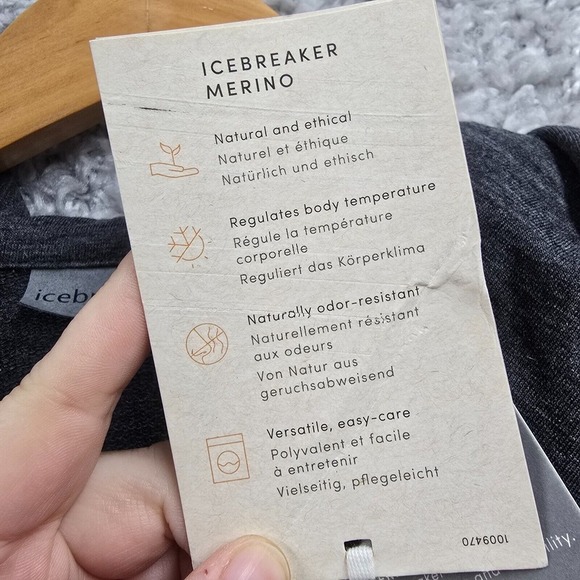 ICEBREAKER
MERINO
Natural and ethical
Naturel et éthique
Natürlich und ethisch
Regulates body temperature
Régule la température
corporelle
Reguliert das Körperklima
Naturally odor-resistant
Naturellement résistant
aux odeurs
Von Natur aus
geruchsabweisend
Versatile, easy-care
Polyvalent et facile
à entretenir
Vielseitig, pflegeleicht
1009470
iceb